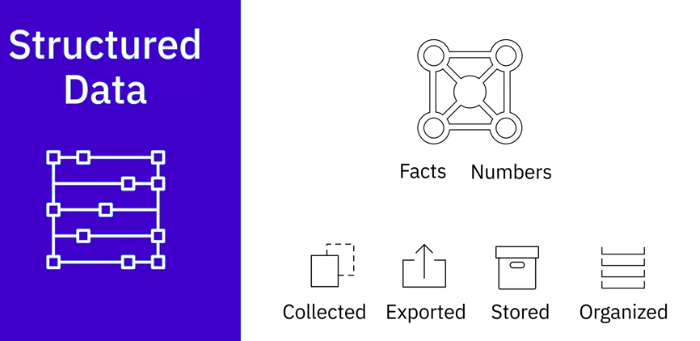 Structured
Data
Facts Numbers
Collected Exported Stored Organized